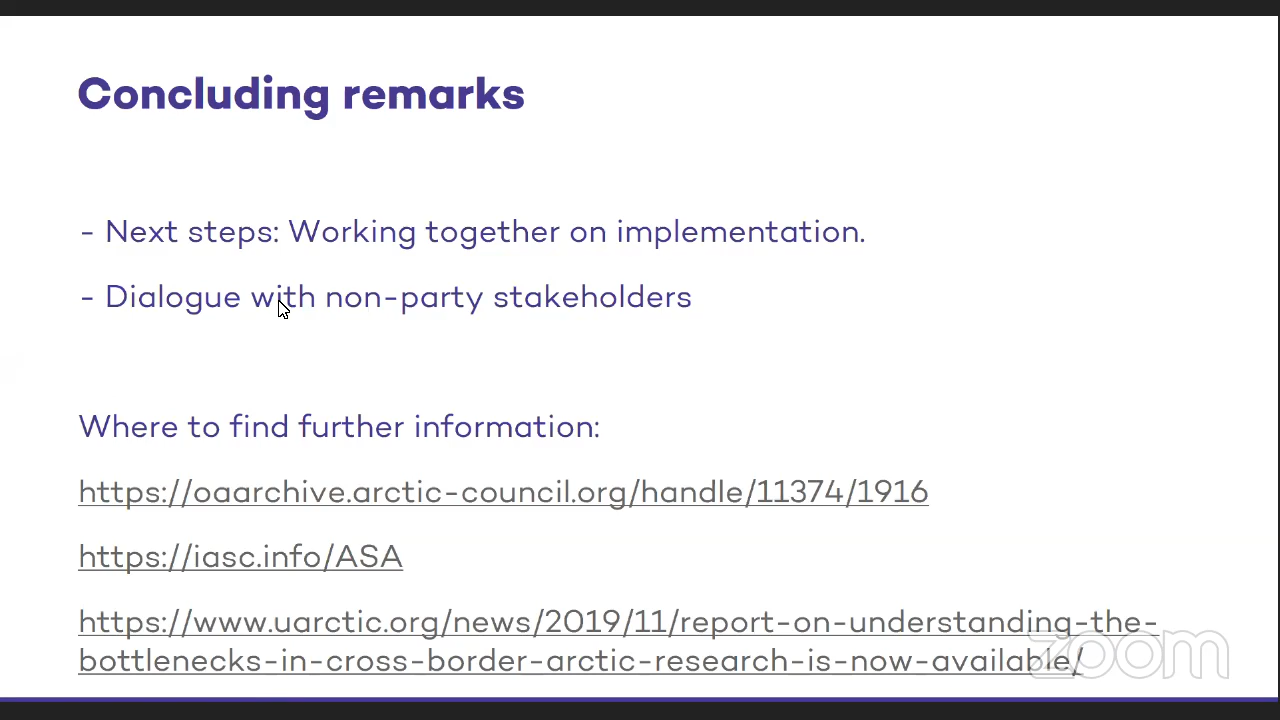 Concluding remarks
- Next steps: Working together on implementation.
- Dialogue with non-party stakeholders
Where to find further information:
https://oaarchive.arctic-council.org/handle/11374/1916
https://iasc.info/ASA
https://www.uarctic.org/news/2019/11/report-on-understanding-the-
bottlenecks-in-cross-border-arctic-research-is-now-available/
zoom